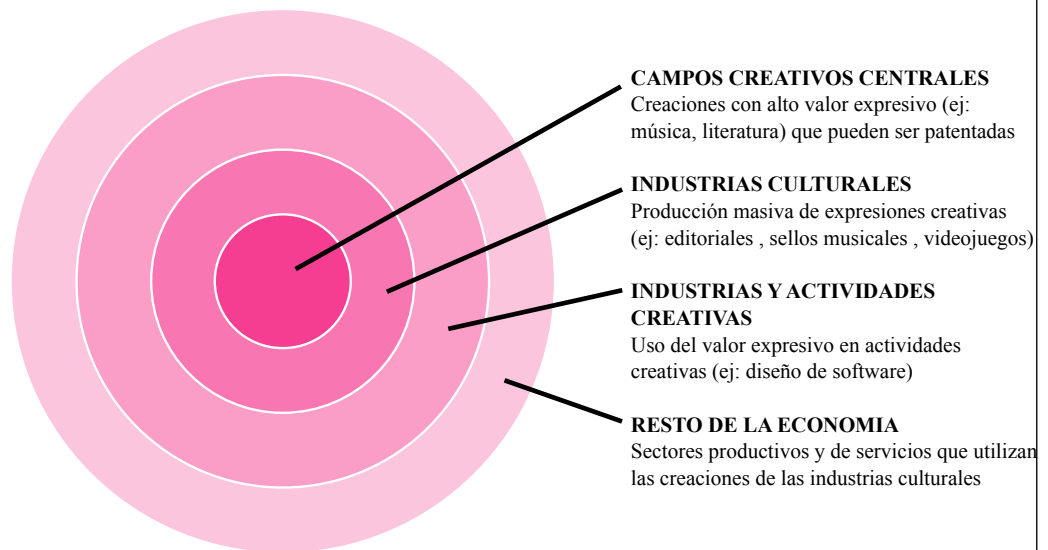 CAMPOS CREATIVOS CENTRALES
Creaciones con alto valor expresivo (ej:
música, literatura) que pueden ser patentadas
INDUSTRIAS CULTURALES
Producción masiva de expresiones creativas
(ej: editoriales , sellos musicales , videojuegos)
INDUSTRIAS Y ACTIVIDADES
CREATIVAS
Uso del valor expresivo en actividades
creativas (ej: diseño de software)
RESTO DE LA ECONOMIA
Sectores productivos y de servicios que utilizan
las creaciones de las industrias culturales